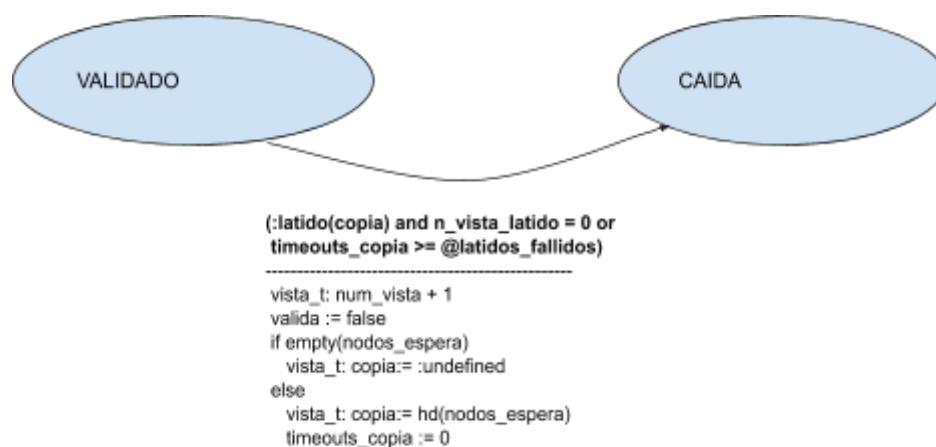 VALIDADO
CAIDA
(:latido(copia) and n_vista_latido = 0 or
timeouts_copia >= @latidos_fallidos)
--------------------------------------------------
vista_t: num_vista + 1
valida := false
if empty(nodos_espera)
vista_t: copia:= :undefined
else
vista_t: copia:= hd(nodos_espera)
timeouts_copia := 0